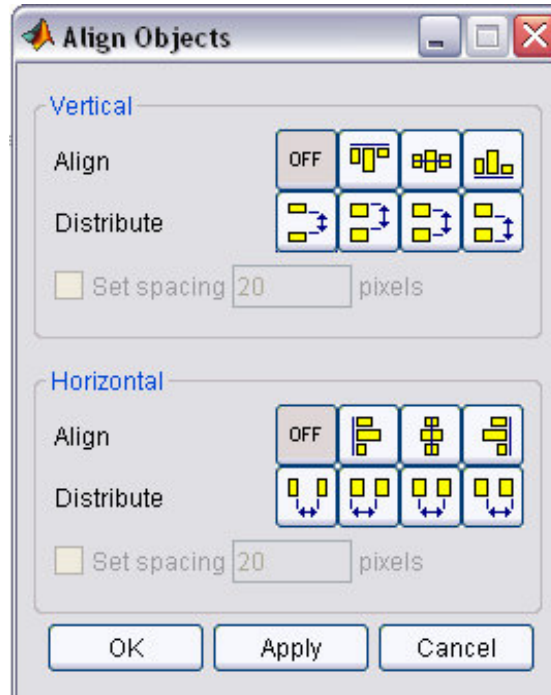 Align Objects
Vertical
Align OFF
Distribute
Set spacing 20 pixels
Horizontal
Align OFF
Distribute
Set spacing 20 pixels
OK Apply Cancel